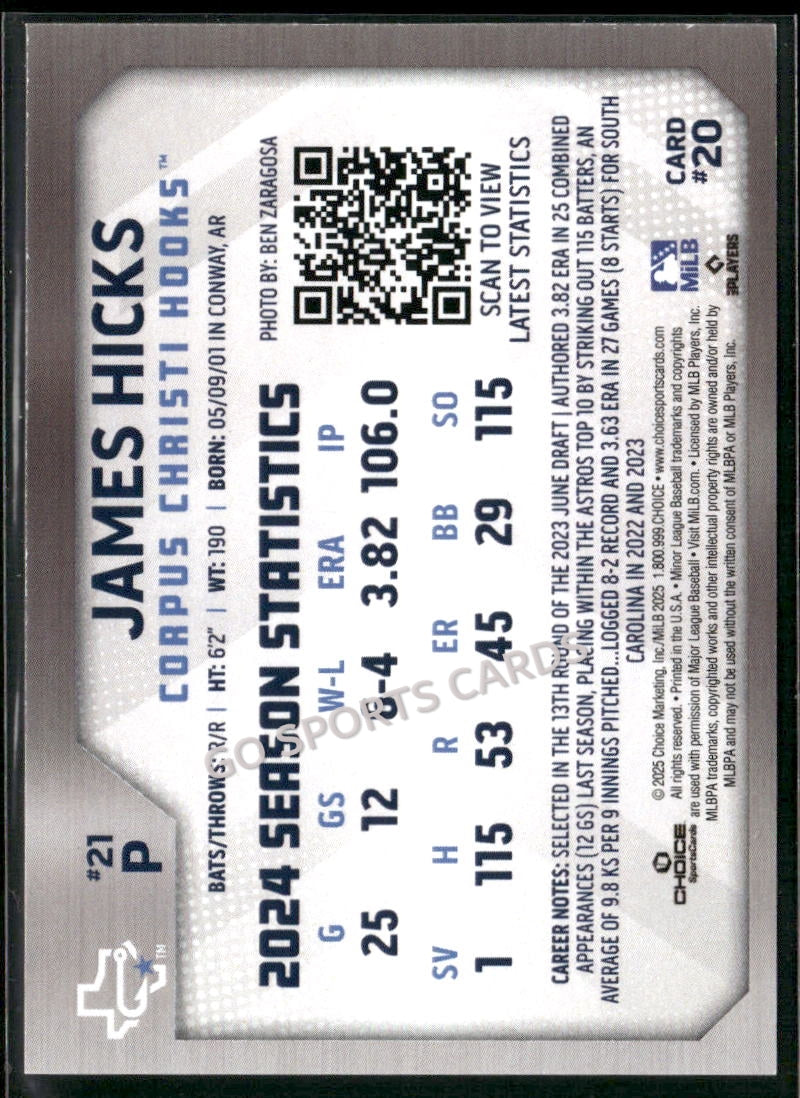 #21
P
JAMES HICKS
CORPUS CHRISTI HOOKS™
BATS/THROWS: R/R | HT: 6'2" | WT: 190 | BORN: 05/09/01 IN CONWAY, AR
2024 SEASON STATISTICS
PHOTO BY: BEN ZARAGOSA
G GS W-L ERA IP
25 12 8-4 3.82 106.0
SV H R ER BB SO
1 115 53 45 29 115
SCAN TO VIEW
LATEST STATISTICS
CAREER NOTES: SELECTED IN THE 13TH ROUND OF THE 2023 JUNE DRAFT | AUTHORED 3.82 ERA IN 25 COMBINED
APPEARANCES (12 GS) LAST SEASON, PLACING WITHIN THE ASTROS TOP 10 BY STRIKING OUT 115 BATTERS, AN
AVERAGE OF 9.8 KS PER 9 INNINGS PITCHED...LOGGED 8-2 RECORD AND 3.63 ERA IN 27 GAMES (8 STARTS) FOR SOUTH
CAROLINA IN 2022 AND 2023
CHOICE
SportsCards
© 2025 Choice Marketing, Inc./MiLB 2025 1.800.999.CHOICE • www.choicesportscards.com
All rights reserved. • Printed in the U.S.A. • Minor League Baseball trademarks and copyrights
are used with permission of Major League Baseball • Visit MiLB.com. • Licensed by MLB Players, Inc.
MLBPA trademarks, copyrighted works and other intellectual property rights are owned and/or held by
MLBPA and may not be used without the written consent of MLBPA or MLB Players, Inc.
MiLB
PLAYERS
CARD
#20
TM
GO SPORTS CARDS